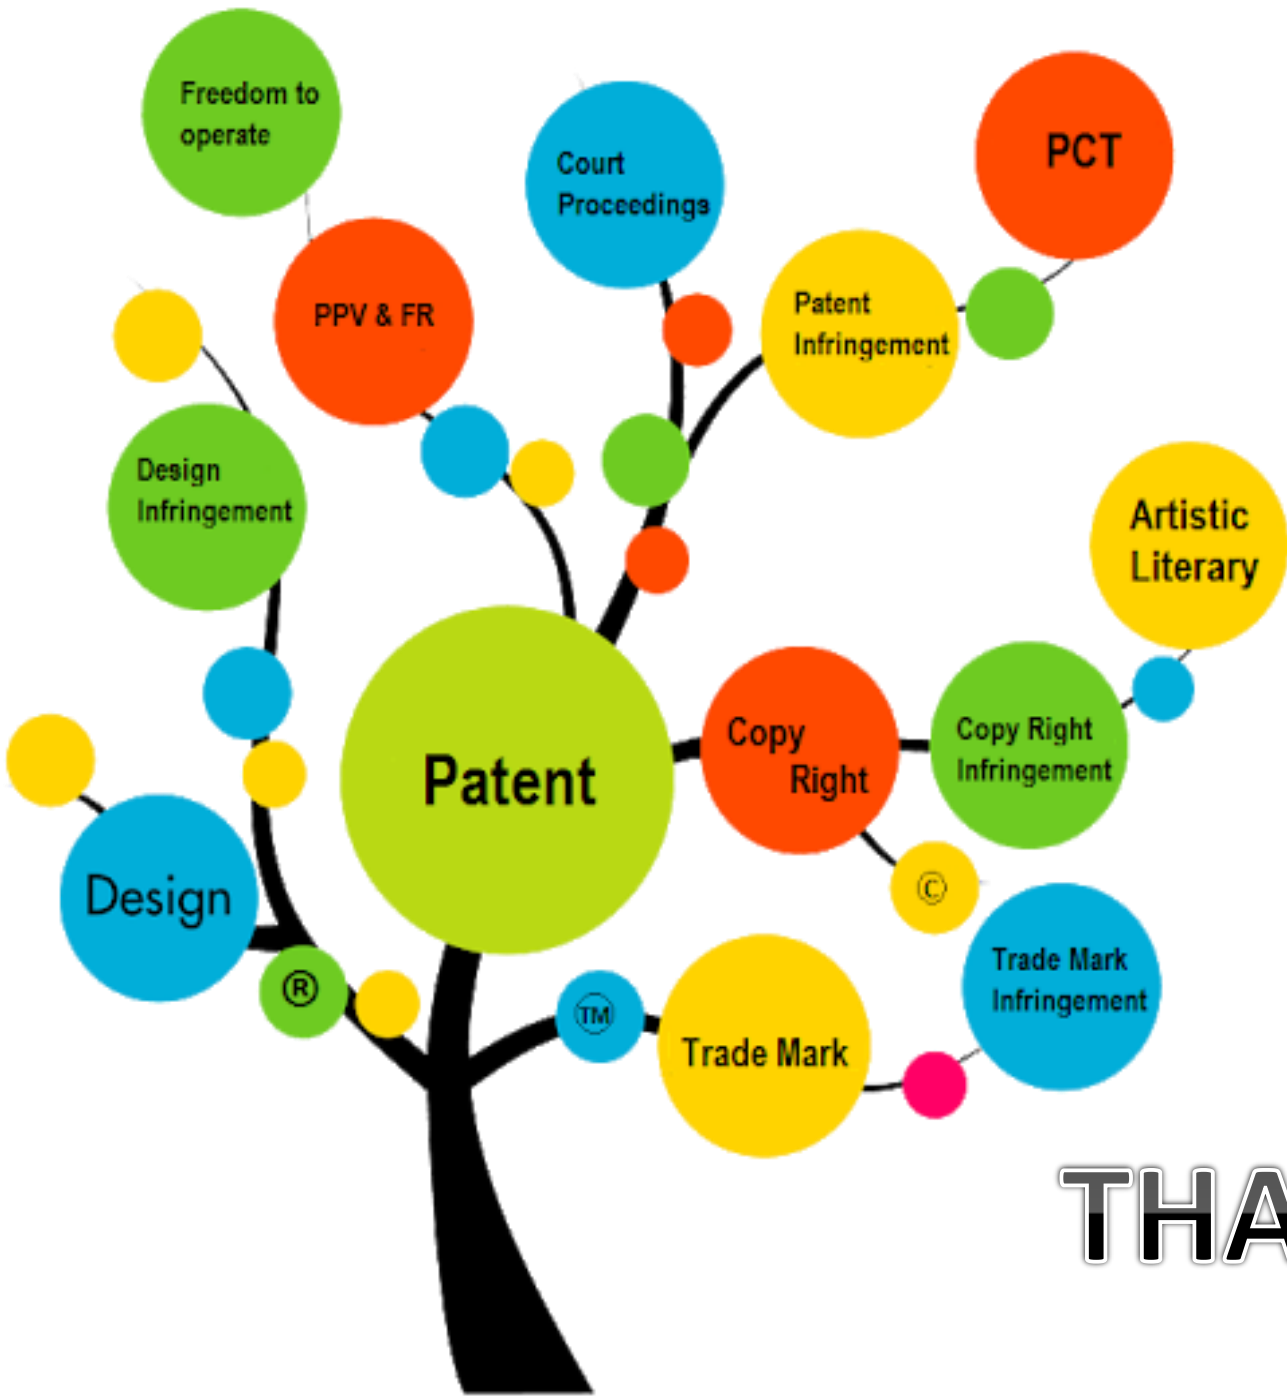 Freedom to
operate
Court
Proceedings
PCT
PPV & FR
Patent
Infringement
Design
Infringement
Artistic
Literary
Patent
Copy
Right
Copy Right
Infringement
Design
©
Trade Mark
Infringement
®
TM
Trade Mark
THA